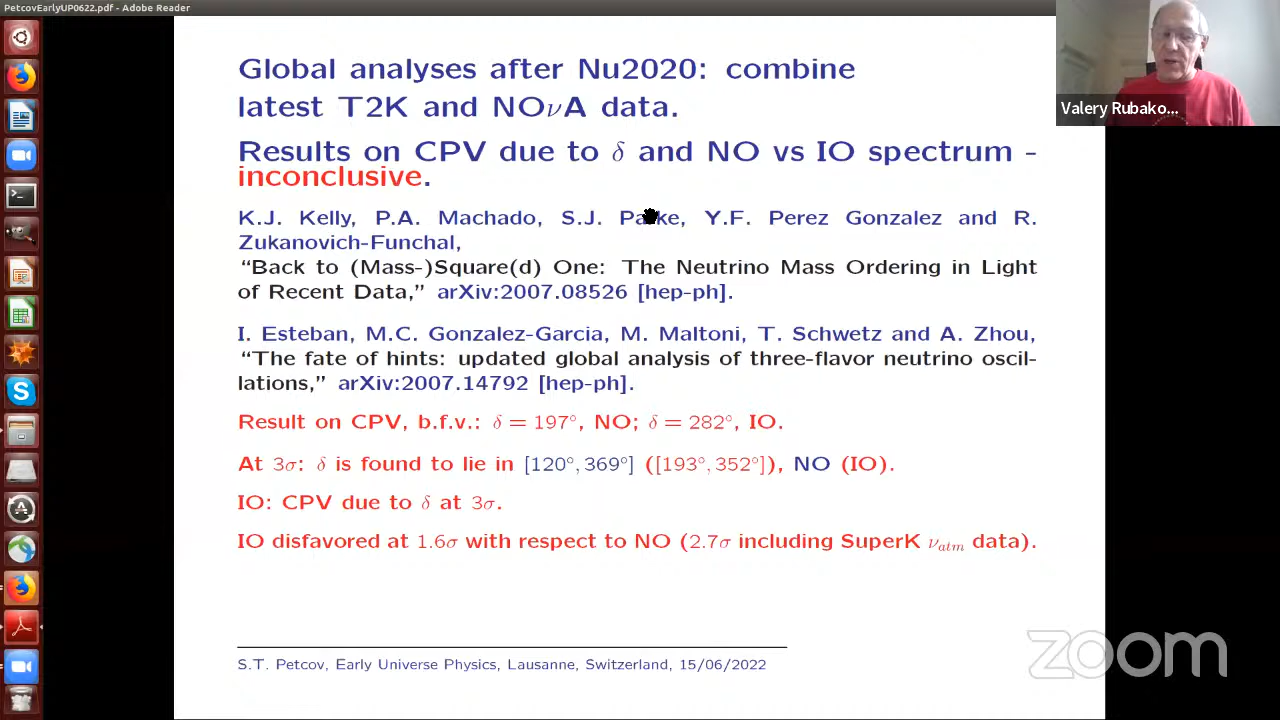 PetcovEarlyUP0622.pdf - Adobe Reader
Global analyses after Nu2020: combine
latest T2K and NOνA data.
Results on CPV due to δ and NO vs IO spectrum -
inconclusive.
K.J. Kelly, P.A. Machado, S.J. Parke, Y.F. Perez Gonzalez and R.
Zukanovich-Funchal,
“Back to (Mass-)Square(d) One: The Neutrino Mass Ordering in Light
of Recent Data,” arXiv:2007.08526 [hep-ph].
I. Esteban, M.C. Gonzalez-Garcia, M. Maltoni, T. Schwetz and A. Zhou,
“The fate of hints: updated global analysis of three-flavor neutrino oscil-
lations,” arXiv:2007.14792 [hep-ph].
Result on CPV, b.f.v.: δ = 197°, NO; δ = 282°, IO.
At 3σ: δ is found to lie in [120°, 369°] ([193°, 352°]), NO (IO).
IO: CPV due to δ at 3σ.
IO disfavored at 1.6σ with respect to NO (2.7σ including SuperK ν_atm data).
S.T. Petcov, Early Universe Physics, Lausanne, Switzerland, 15/06/2022
Valery Rubako...
zoom